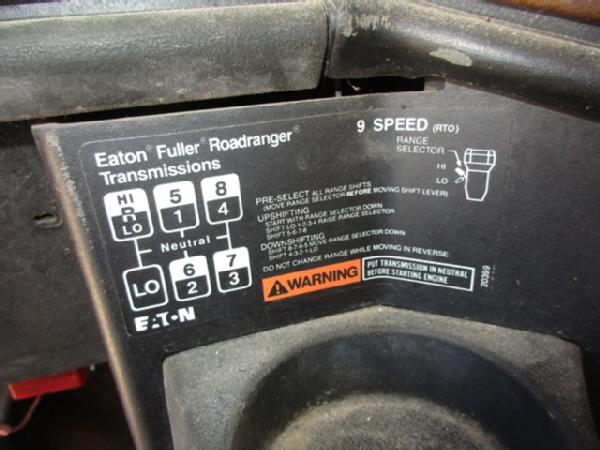 Eaton® Fuller® Roadranger®
Transmissions
9 SPEED (RTO)
RANGE
SELECTOR
HI
LO
HI 5 8
R 1 4
LO
Neutral
LO 6 7
2 3
EATON
PRE-SELECT ALL RANGE SHIFTS
(MOVE RANGE SELECTOR BEFORE MOVING SHIFT LEVER)
UPSHIFTING
START WITH RANGE SELECTOR DOWN
SHIFT LO-1-2-3-4 RAISE RANGE SELECTOR
SHIFT 5-6-7-8
DOWNSHIFTING
SHIFT 8-7-6-5 MOVE RANGE SELECTOR DOWN
SHIFT 4-3-2-1-LO
DO NOT CHANGE RANGE WHILE MOVING IN REVERSE
WARNING
PUT TRANSMISSION IN NEUTRAL
BEFORE STARTING ENGINE